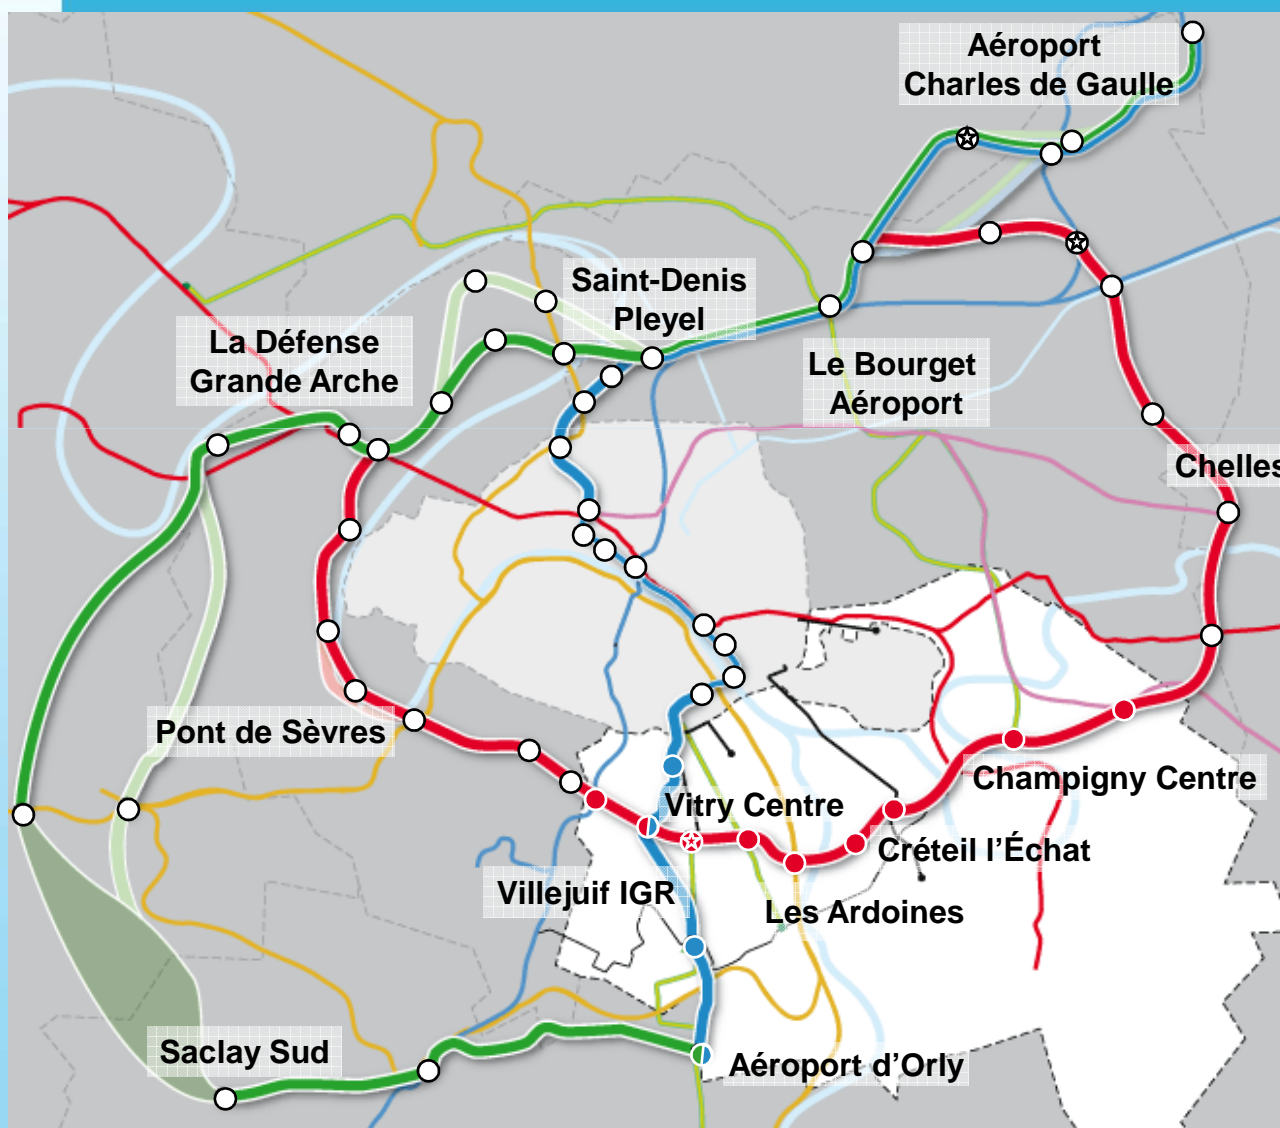 Aéroport
Charles de Gaulle
Saint-Denis
Pleyel
La Défense
Grande Arche
Le Bourget
Aéroport
Chelles
Pont de Sèvres
Champigny Centre
Vitry Centre
Créteil l’Échat
Villejuif IGR
Les Ardoines
Saclay Sud
Aéroport d’Orly